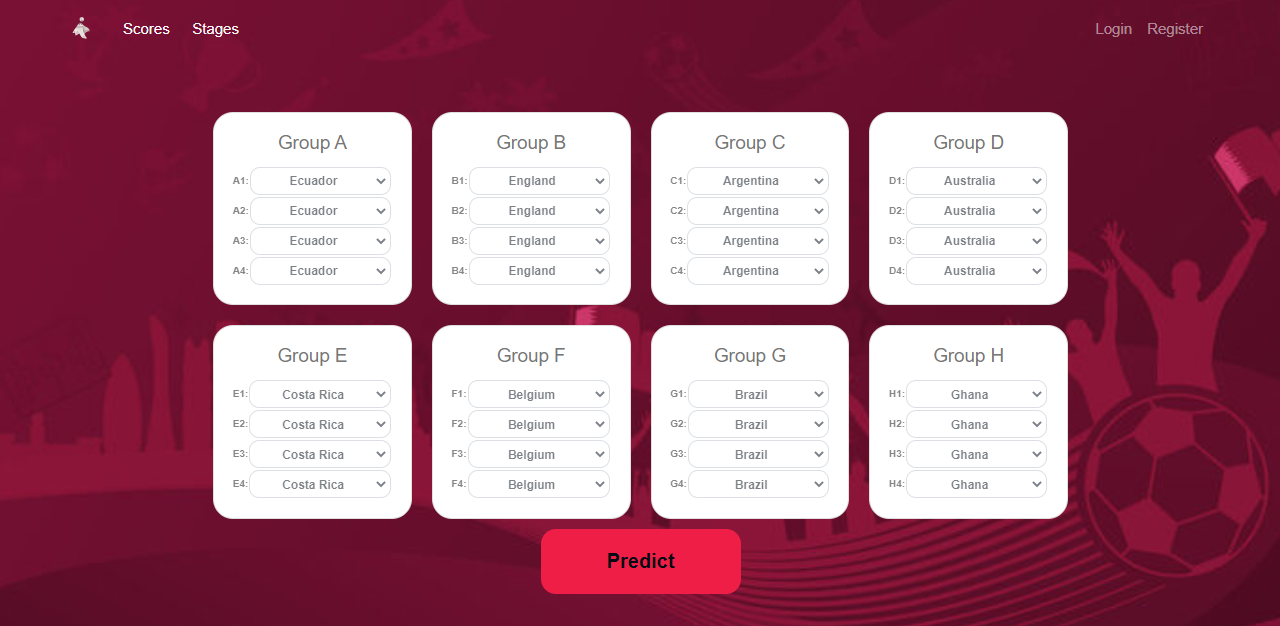 Scores Stages Login Register
Group A Group B Group C Group D
A1: Ecuador B1: England C1: Argentina D1: Australia
A2: Ecuador B2: England C2: Argentina D2: Australia
A3: Ecuador B3: England C3: Argentina D3: Australia
A4: Ecuador B4: England C4: Argentina D4: Australia
Group E Group F Group G Group H
E1: Costa Rica F1: Belgium G1: Brazil H1: Ghana
E2: Costa Rica F2: Belgium G2: Brazil H2: Ghana
E3: Costa Rica F3: Belgium G3: Brazil H3: Ghana
E4: Costa Rica F4: Belgium G4: Brazil H4: Ghana
Predict